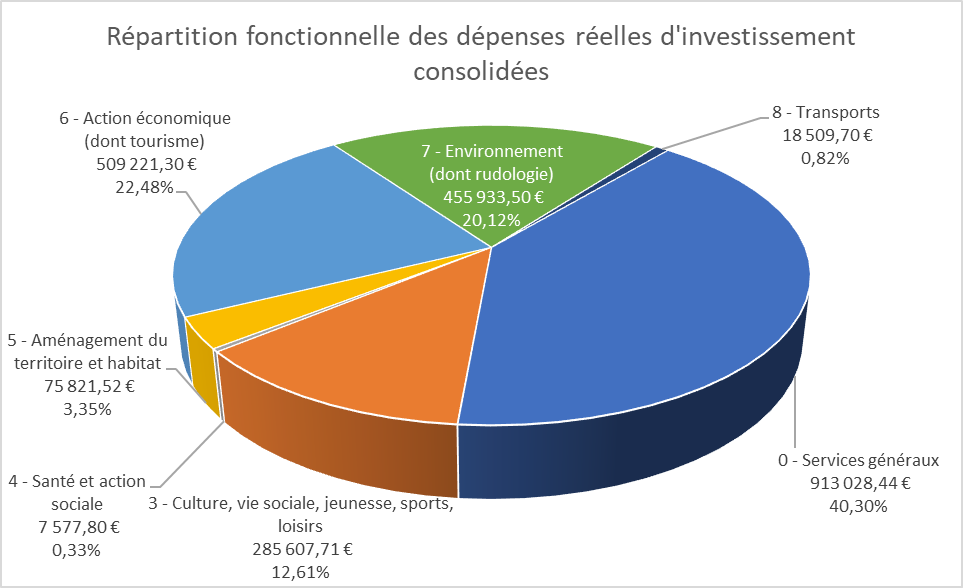 Répartition fonctionnelle des dépenses réelles d'investissement
consolidées
6 - Action économique
(dont tourisme)
509 221,30 €
22,48%
7 - Environnement
(dont rudologie)
455 933,50 €
20,12%
8 - Transports
18 509,70 €
0,82%
5 - Aménagement du
territoire et habitat
75 821,52 €
3,35%
4 - Santé et action
sociale
7 577,80 €
0,33%
3 - Culture, vie sociale, jeunesse, sports,
loisirs
285 607,71 €
12,61%
0 - Services généraux
913 028,44 €
40,30%